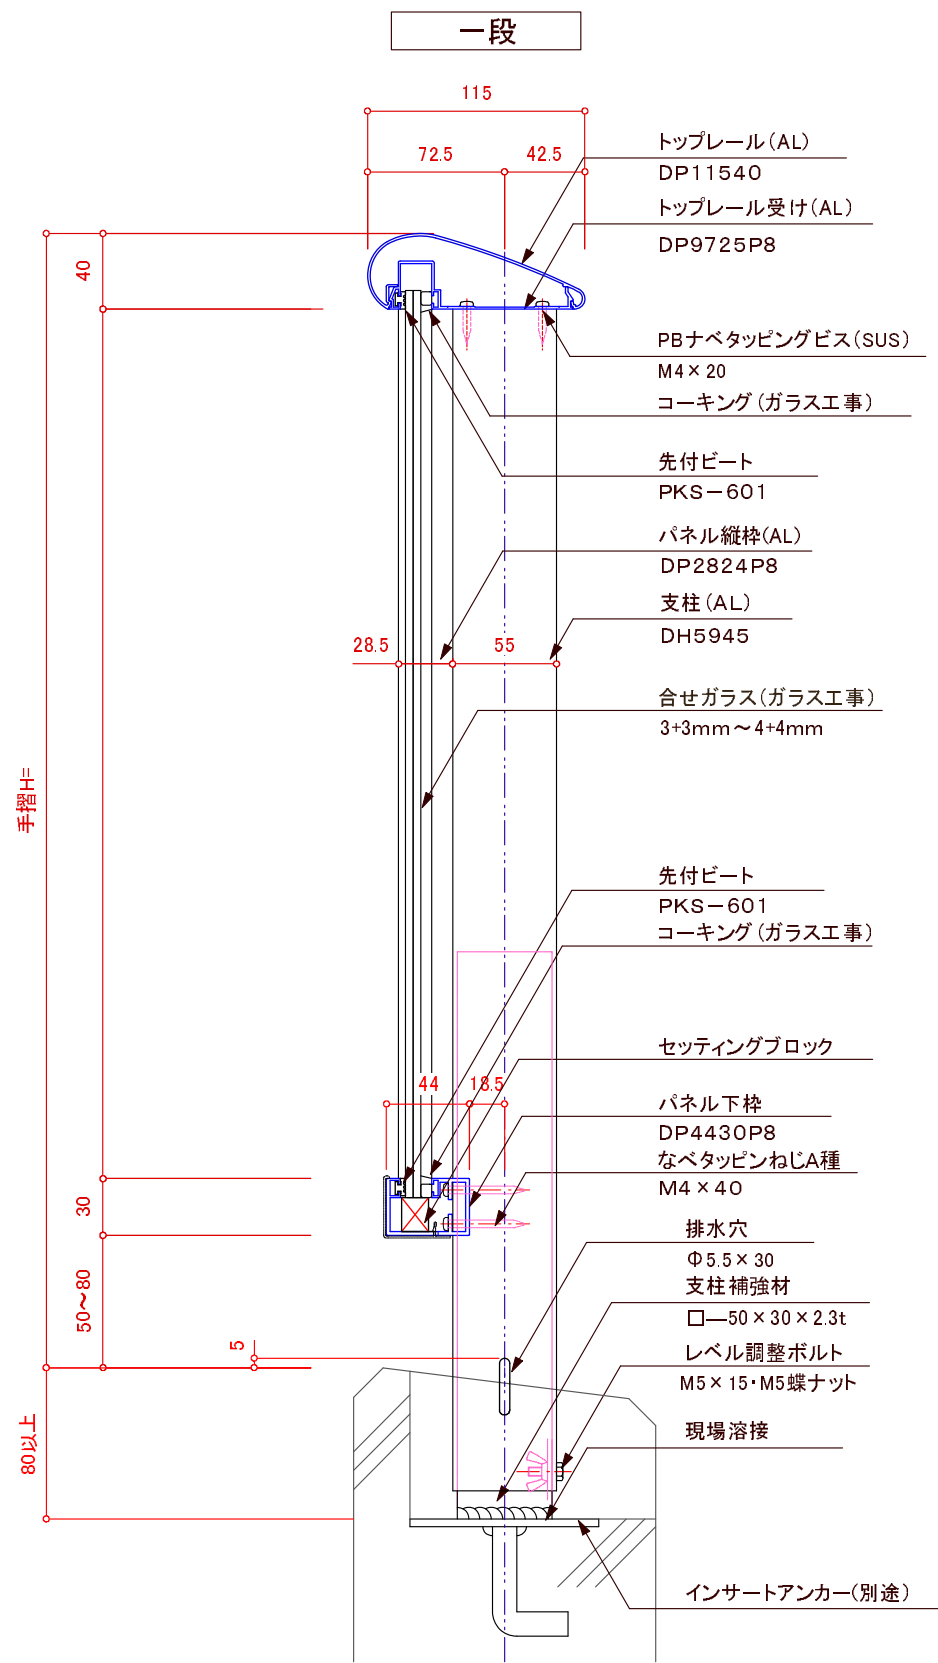 一段
115
72.5
42.5
トップレール(AL)
DP11540
トップレール受け(AL)
DP9725P8
40
PBナベタッピングビス(SUS)
M4×20
コーキング(ガラス工事)
先付ビート
PKS-601
パネル縦枠(AL)
DP2824P8
支柱(AL)
DH5945
28.5
55
合せガラス(ガラス工事)
3+3mm～4+4mm
手摺H=
先付ビート
PKS-601
コーキング(ガラス工事)
セッティングブロック
44
18.5
パネル下枠
DP4430P8
なベタッピンねじA種
M4×40
30
排水穴
Φ5.5×30
50～80
支柱補強材
□―50×30×2.3t
5
レベル調整ボルト
M5×15・M5蝶ナット
80以上
現場溶接
インサートアンカー(別途)